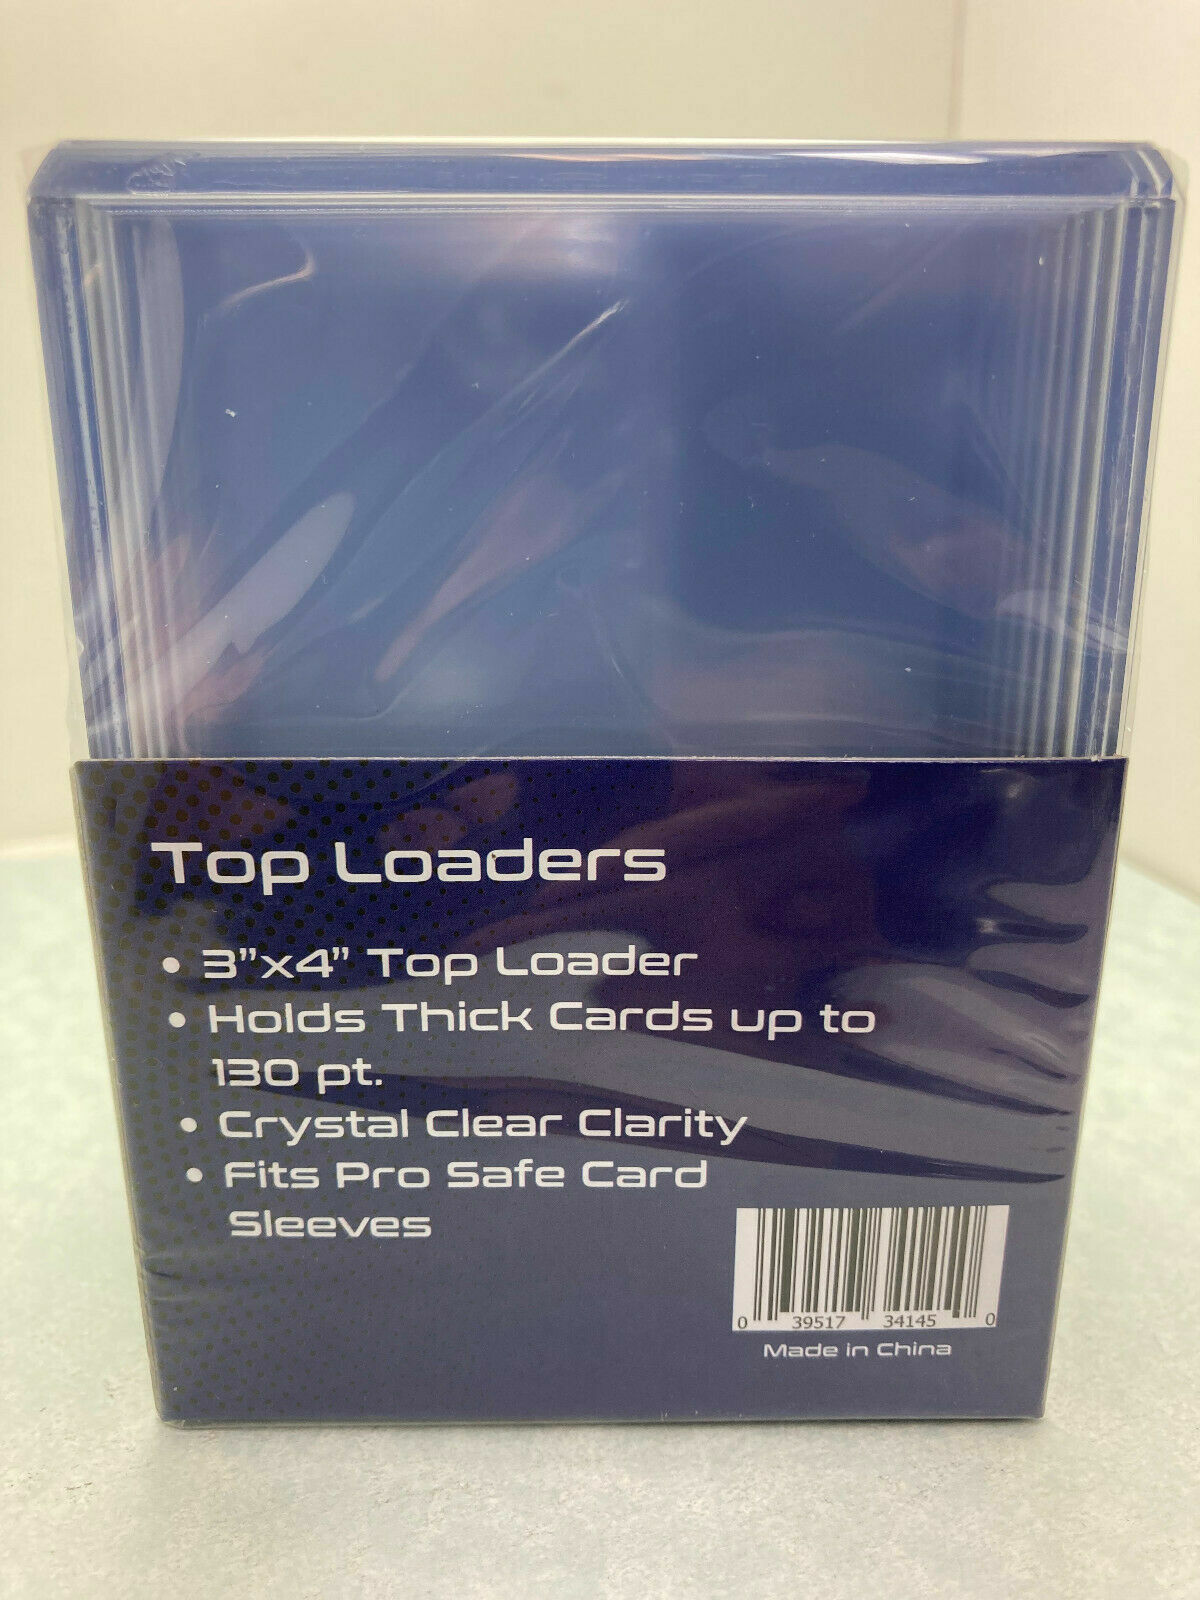 Top Loaders
• 3”x4” Top Loader
• Holds Thick Cards up to
130 pt.
• Crystal Clear Clarity
• Fits Pro Safe Card
Sleeves
0 39517 34145 0
Made in China